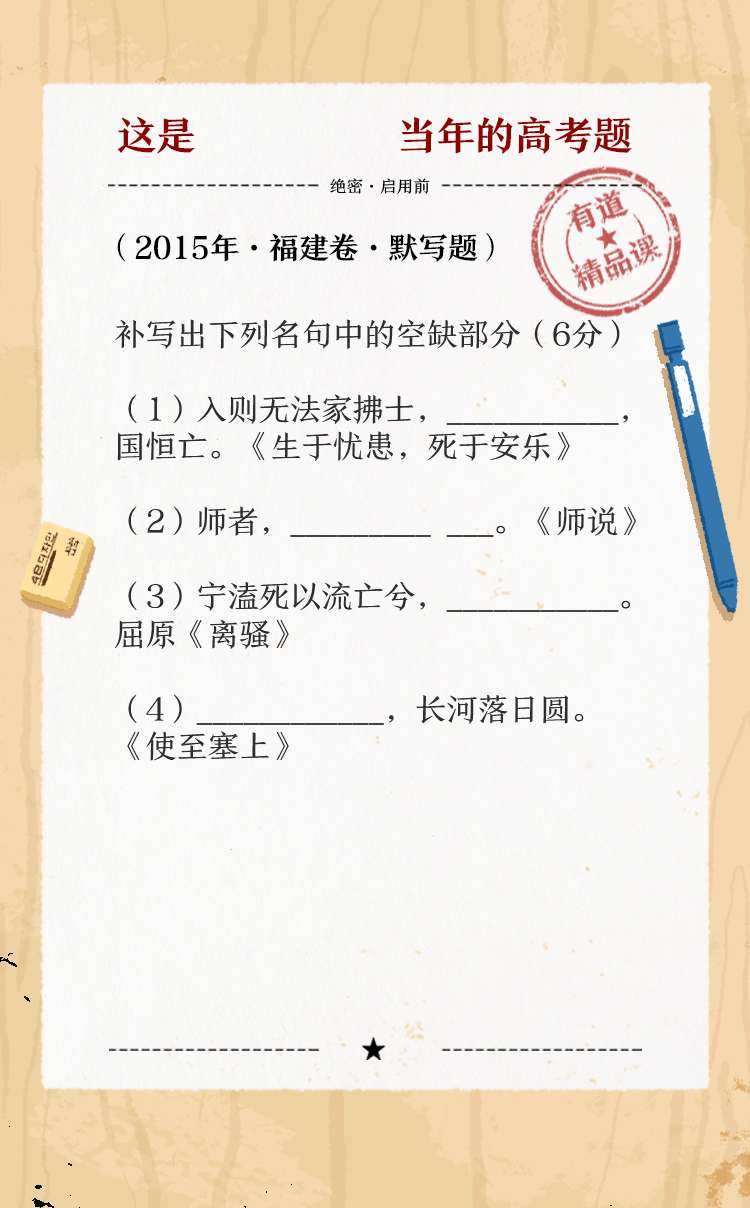 这是 当年的高考题
绝密·启用前
有道
精品课
（2015年·福建卷·默写题）
补写出下列名句中的空缺部分（6分）
（1）入则无法家拂士，___________，
国恒亡。《生于忧患，死于安乐》
（2）师者，_________ ___。《师说》
（3）宁溘死以流亡兮，___________。
屈原《离骚》
（4）____________，长河落日圆。
《使至塞上》